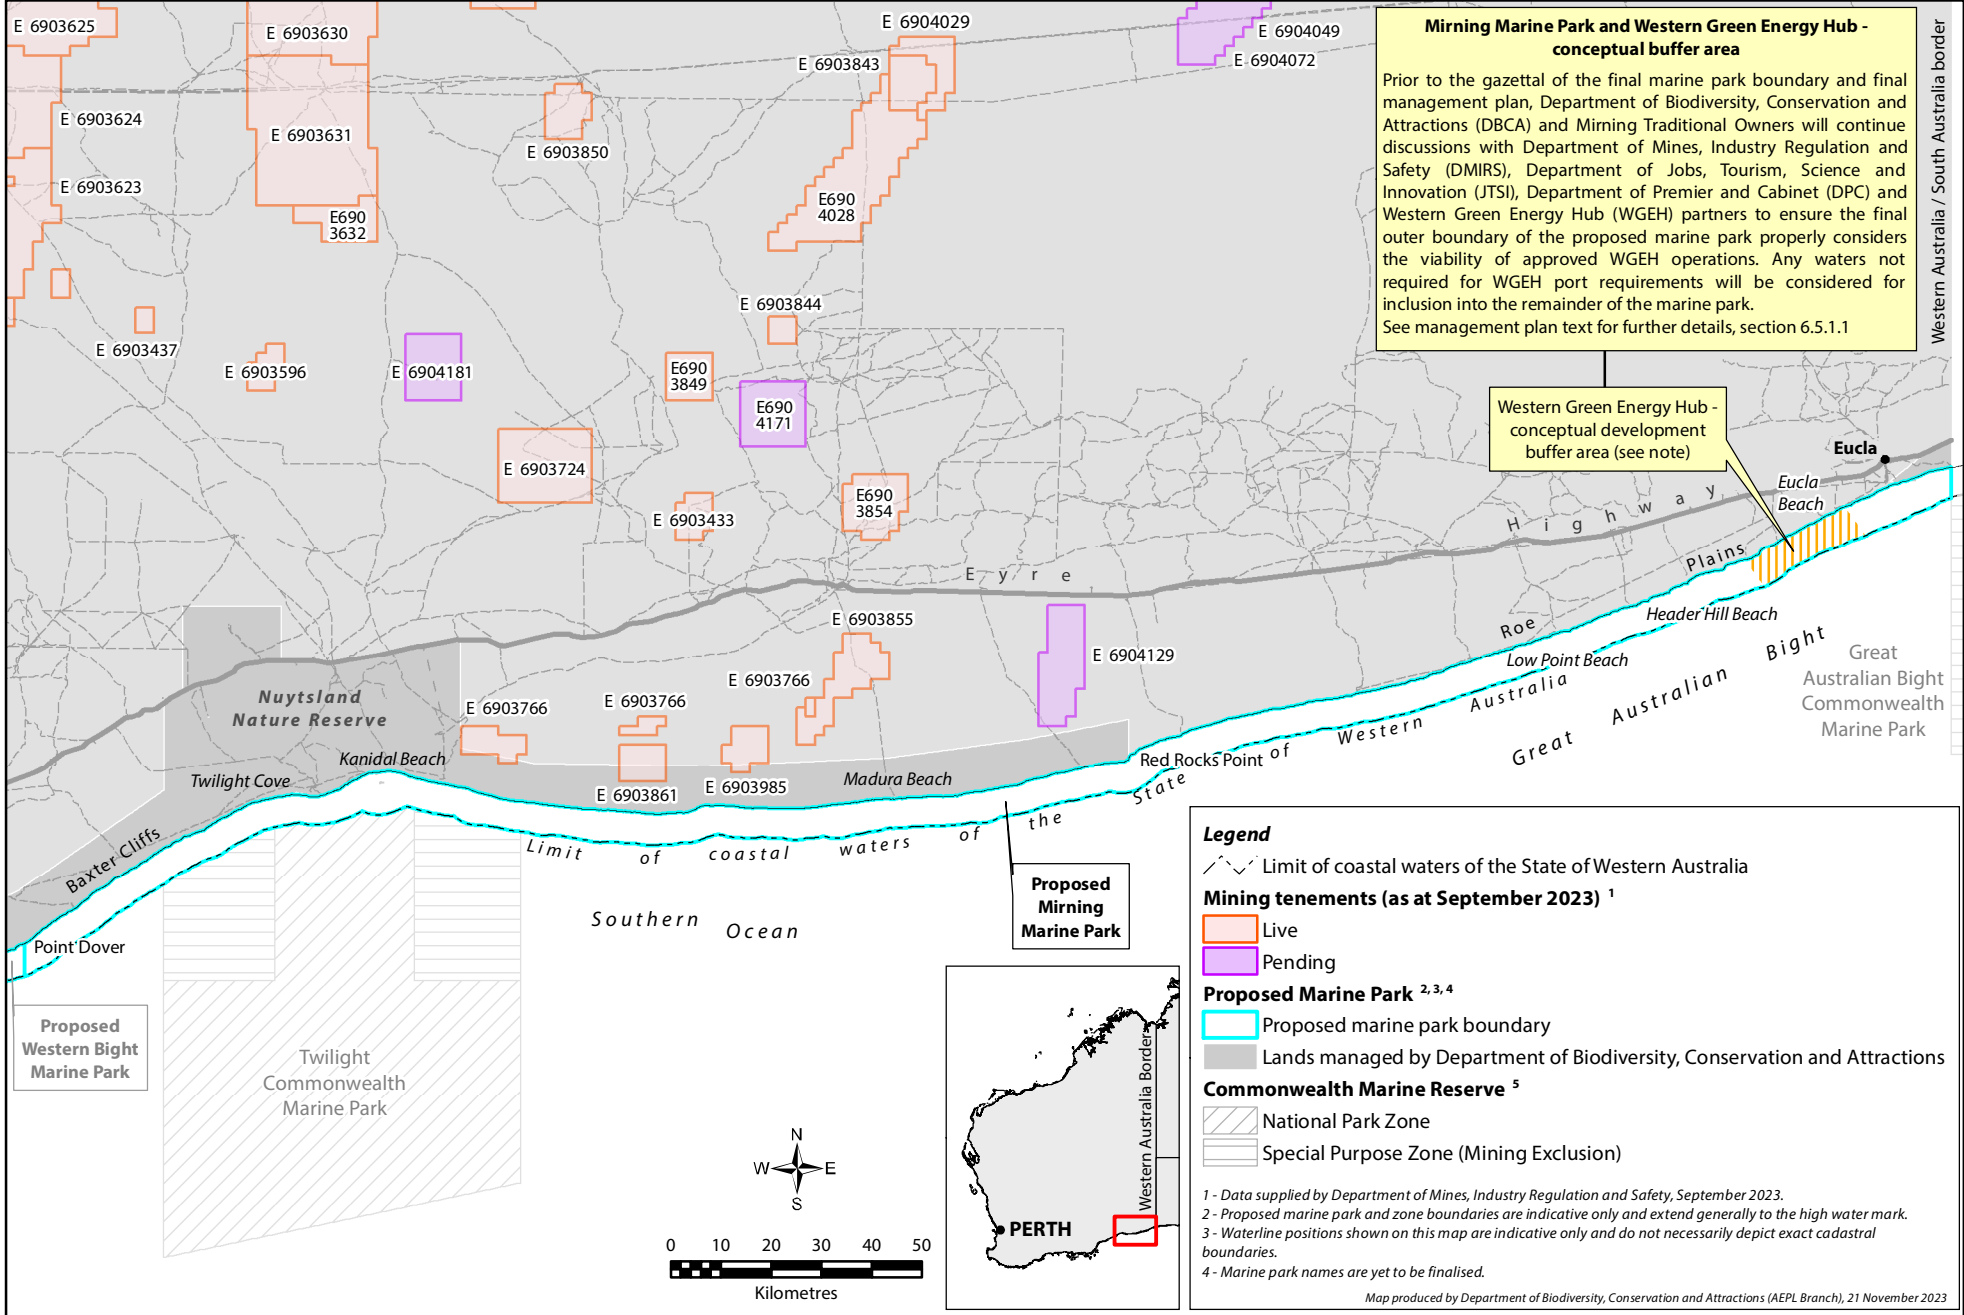 E 6903625
E 6903630
E 6904029
E 6904049
E 6903843
E 6904072
E 6903624
E 6903631
E 6903850
E 6903623
E690
3632
E690
4028
E 6903844
E 6903437
E 6903596
E 6904181
E690
3849
E690
4171
E 6903724
E 6903433
E690
3854
E 6903855
E 6904129
E 6903766
E 6903766
E 6903766
E 6903861
E 6903985
Mirning Marine Park and Western Green Energy Hub -
conceptual buffer area
Prior to the gazettal of the final marine park boundary and final
management plan, Department of Biodiversity, Conservation and
Attractions (DBCA) and Mirning Traditional Owners will continue
discussions with Department of Mines, Industry Regulation and
Safety (DMIRS), Department of Jobs, Tourism, Science and
Innovation (JTSI), Department of Premier and Cabinet (DPC) and
Western Green Energy Hub (WGEH) partners to ensure the final
outer boundary of the proposed marine park properly considers
the viability of approved WGEH operations. Any waters not
required for WGEH port requirements will be considered for
inclusion into the remainder of the marine park.
See management plan text for further details, section 6.5.1.1
Western Australia / South Australia border
Western Green Energy Hub -
conceptual development
buffer area (see note)
Eucla
Eucla
Beach
Eyre Highway
Roe Plains
Header Hill Beach
Low Point Beach
Great Australian Bight
Great
Australian Bight
Commonwealth
Marine Park
Red Rocks Point
Limit of coastal waters of the State of Western Australia
Nuytsland
Nature Reserve
Kanidal Beach
Twilight Cove
Madura Beach
Baxter Cliffs
Point Dover
Southern Ocean
Proposed
Mirning
Marine Park
Proposed
Western Bight
Marine Park
Twilight
Commonwealth
Marine Park
N
W E
S
0 10 20 30 40 50
Kilometres
Western Australia Border
PERTH
Legend
Limit of coastal waters of the State of Western Australia
Mining tenements (as at September 2023) 1
Live
Pending
Proposed Marine Park 2, 3, 4
Proposed marine park boundary
Lands managed by Department of Biodiversity, Conservation and Attractions
Commonwealth Marine Reserve 5
National Park Zone
Special Purpose Zone (Mining Exclusion)
1 - Data supplied by Department of Mines, Industry Regulation and Safety, September 2023.
2 - Proposed marine park and zone boundaries are indicative only and extend generally to the high water mark.
3 - Waterline positions shown on this map are indicative only and do not necessarily depict exact cadastral
boundaries.
4 - Marine park names are yet to be finalised.
Map produced by Department of Biodiversity, Conservation and Attractions (AEPL Branch), 21 November 2023